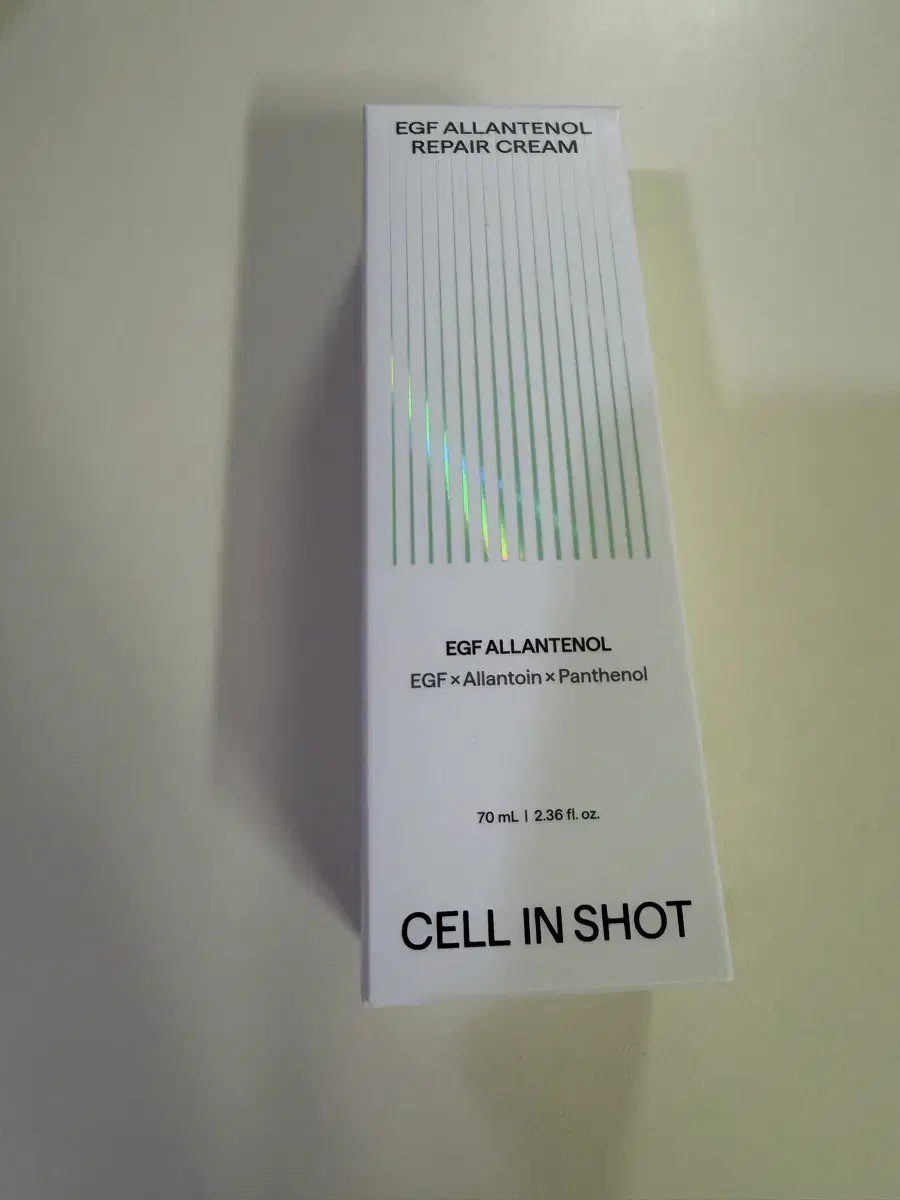 EGF ALLANTENOL
REPAIR CREAM
EGF ALLANTENOL
EGF×Allantoin×Panthenol
70 mL | 2.36 fl. oz.
CELL IN SHOT